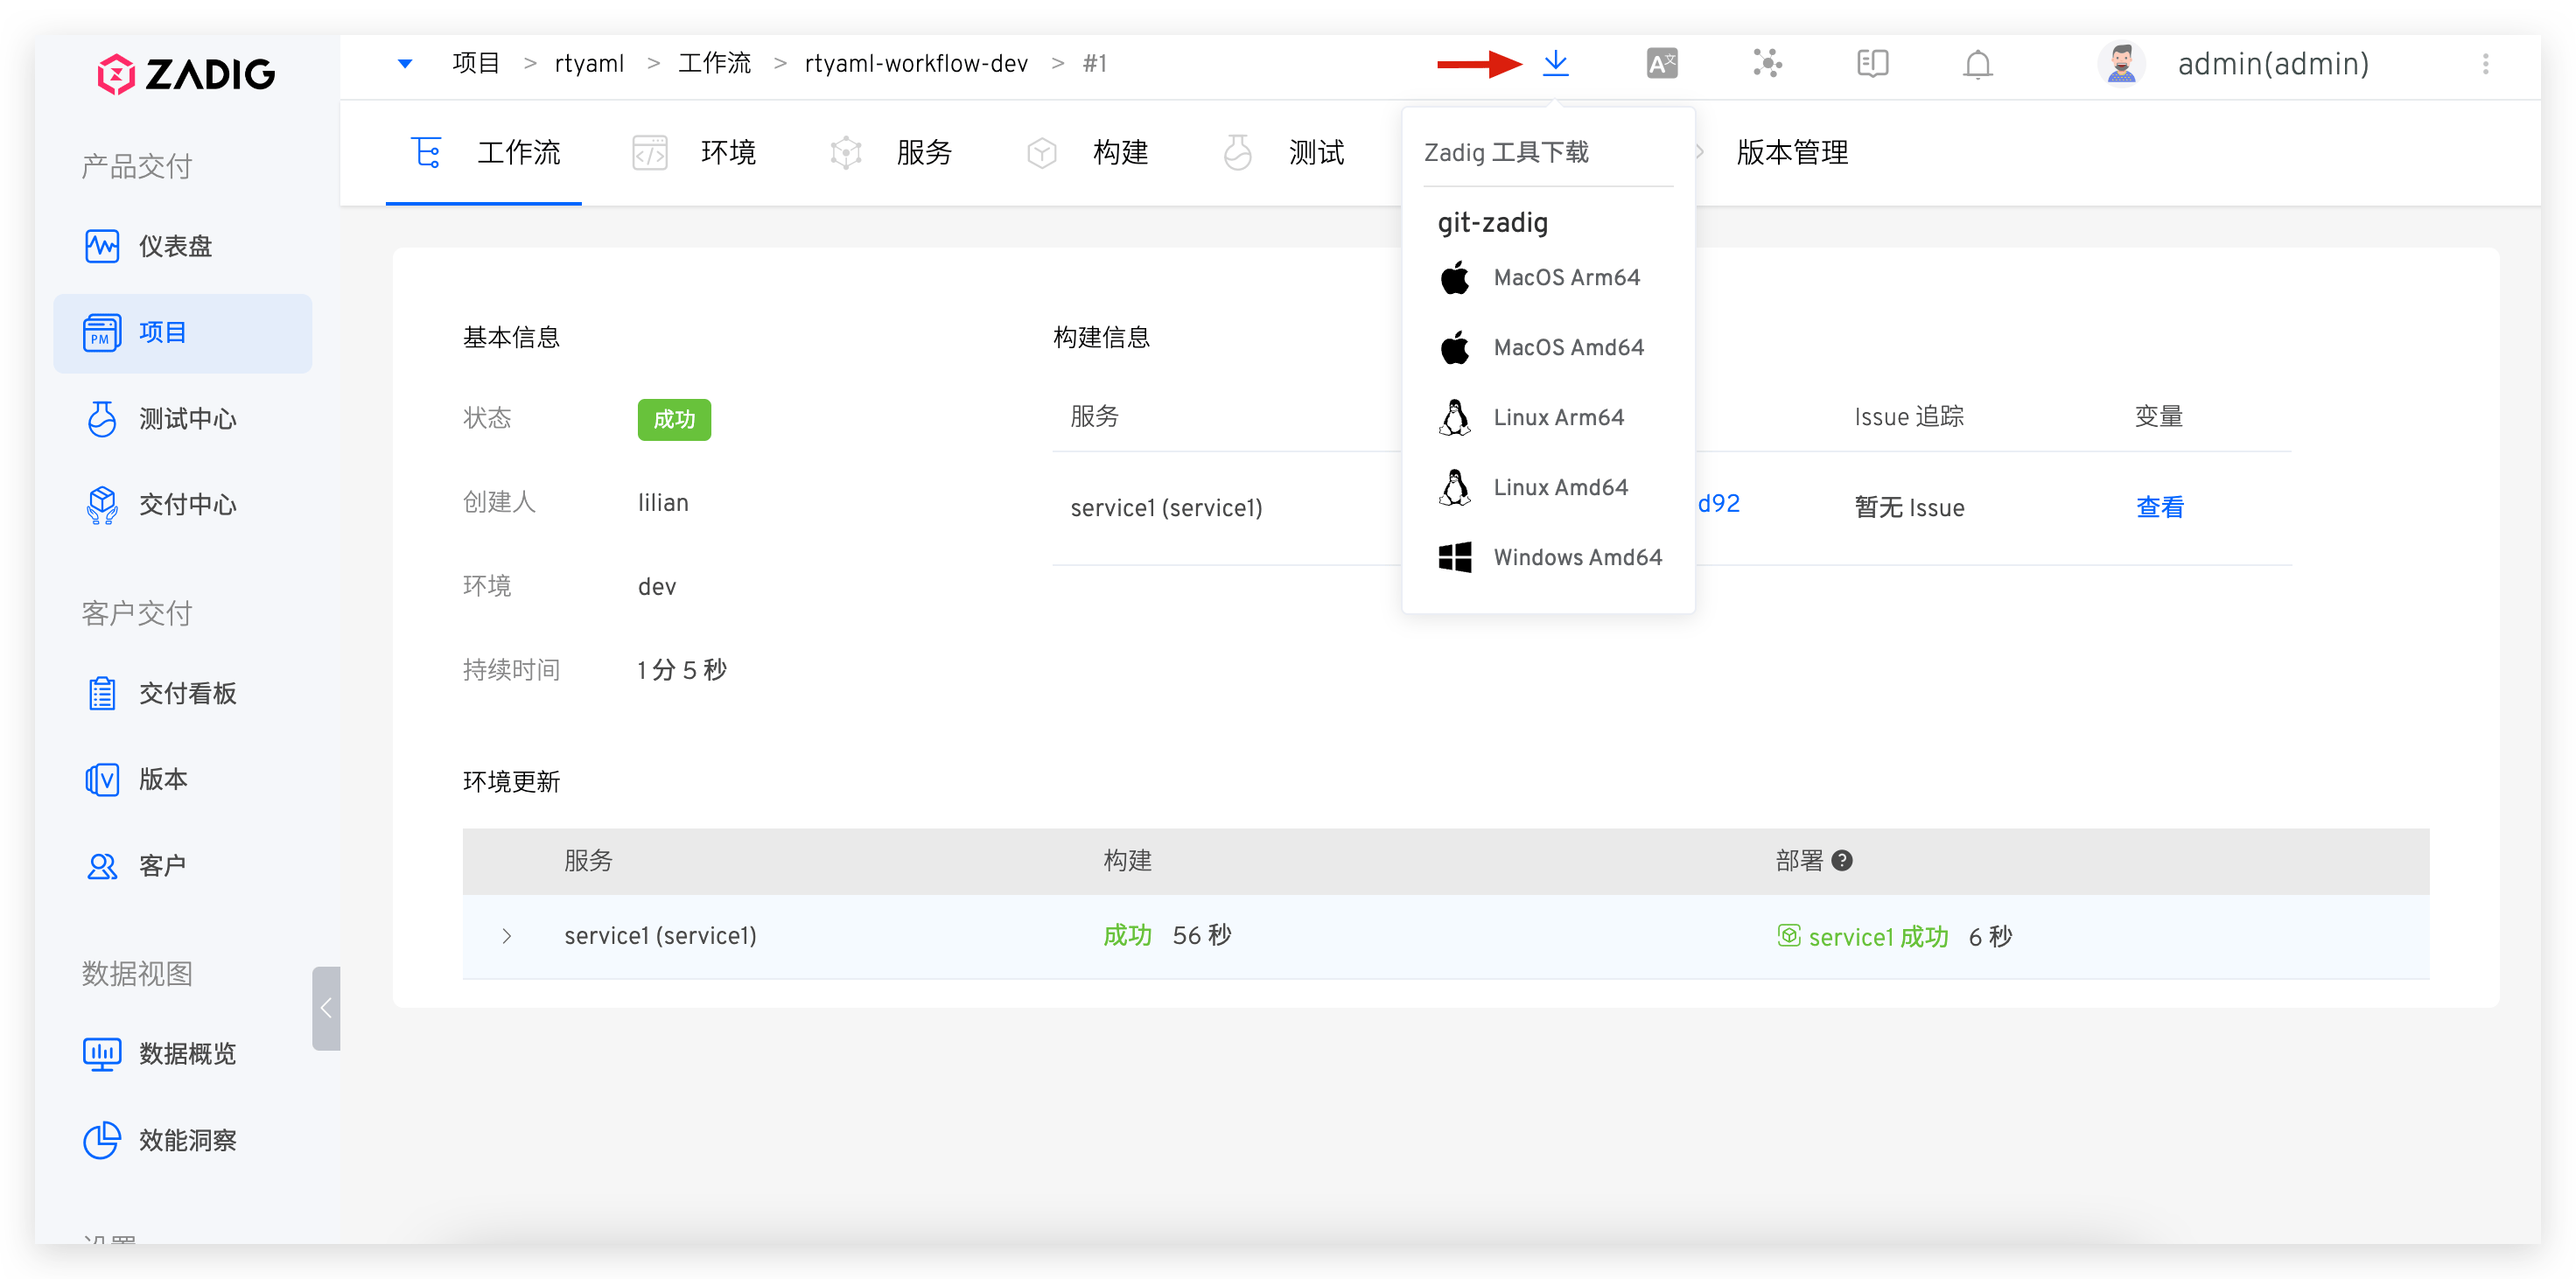 ZADIG
项目 > rtyaml > 工作流 > rtyaml-workflow-dev > #1
A文
admin(admin)
工作流
环境
服务
构建
测试
版本管理
Zadig 工具下载
git-zadig
MacOS Arm64
MacOS Amd64
Linux Arm64
Linux Amd64
Windows Amd64
产品交付
仪表盘
PM
项目
测试中心
交付中心
客户交付
交付看板
V
版本
客户
数据视图
数据概览
效能洞察
设置
基本信息
状态 成功
创建人 lilian
环境 dev
持续时间 1 分 5 秒
构建信息
服务 Issue 追踪 变量
service1 (service1) d92 暂无 Issue 查看
环境更新
服务 构建 部署 ?
service1 (service1) 成功 56 秒 service1 成功 6 秒